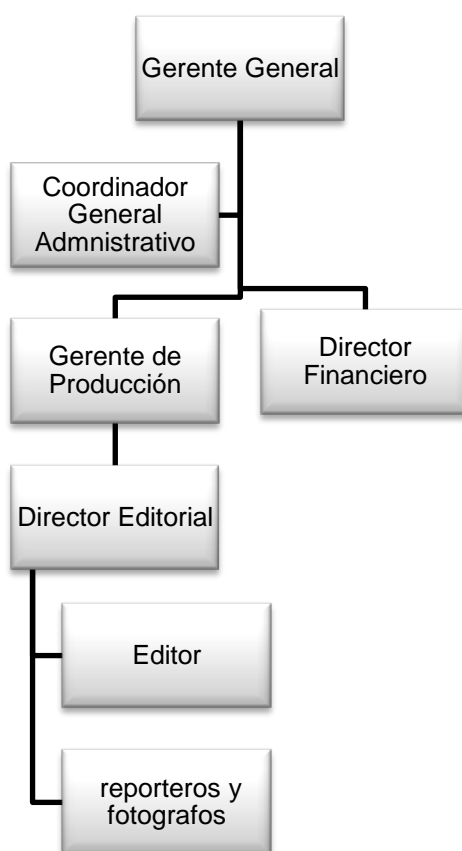 Gerente General
Coordinador
General
Admnistrativo
Gerente de
Producción
Director
Financiero
Director Editorial
Editor
reporteros y
fotografos